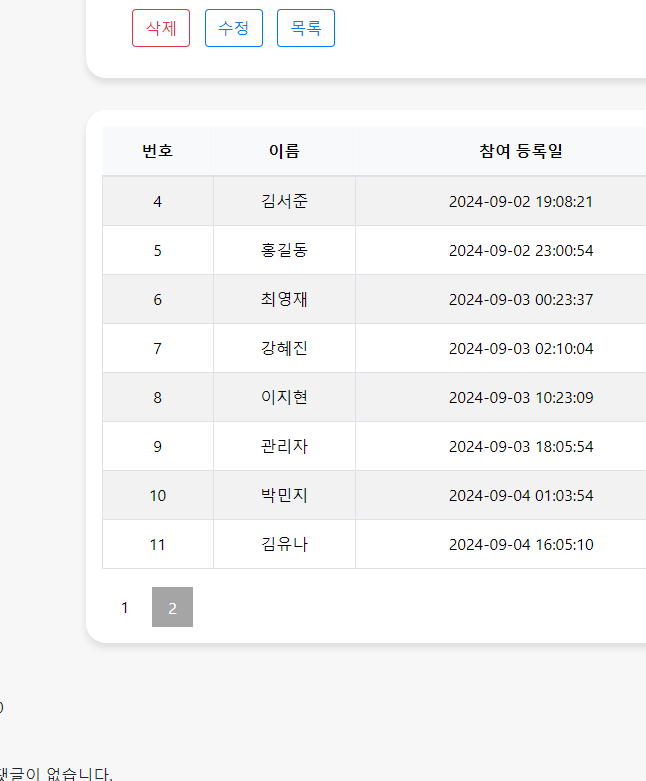 삭제 수정 목록
번호 이름 참여 등록일
4 김서준 2024-09-02 19:08:21
5 홍길동 2024-09-02 23:00:54
6 최영재 2024-09-03 00:23:37
7 강혜진 2024-09-03 02:10:04
8 이지현 2024-09-03 10:23:09
9 관리자 2024-09-03 18:05:54
10 박민지 2024-09-04 01:03:54
11 김유나 2024-09-04 16:05:10
1 2
댓글이 없습니다.